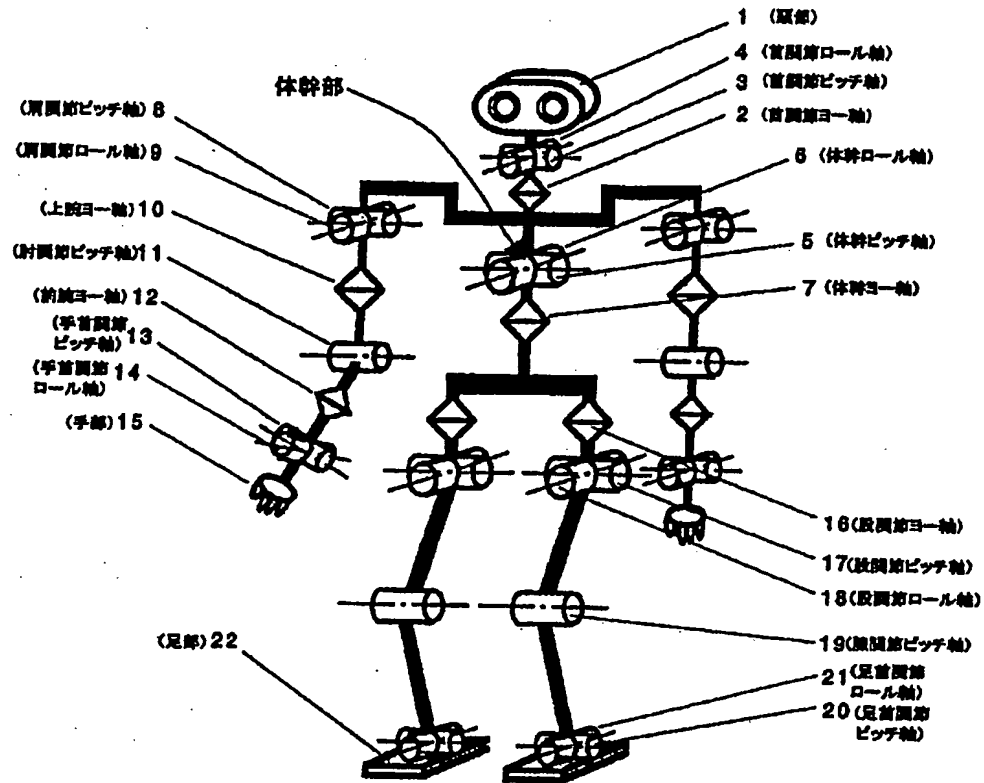 1 (頭部)
4 (首関節ロール軸)
3 (首関節ピッチ軸)
2 (首関節ヨー軸)
体幹部
6 (体幹ロール軸)
5 (体幹ピッチ軸)
7 (体幹ヨー軸)
(肩関節ピッチ軸)8
(肩関節ロール軸)9
(上腕ヨー軸)10
(肘関節ピッチ軸)11
(前腕ヨー軸)12
(手首関節
ピッチ軸)13
(手首関節
ロール軸)14
(手部)15
16(股関節ヨー軸)
17(股関節ピッチ軸)
18(股関節ロール軸)
19(膝関節ピッチ軸)
(足部)22
21(足首関節
ロール軸)
20(足首関節
ピッチ軸)